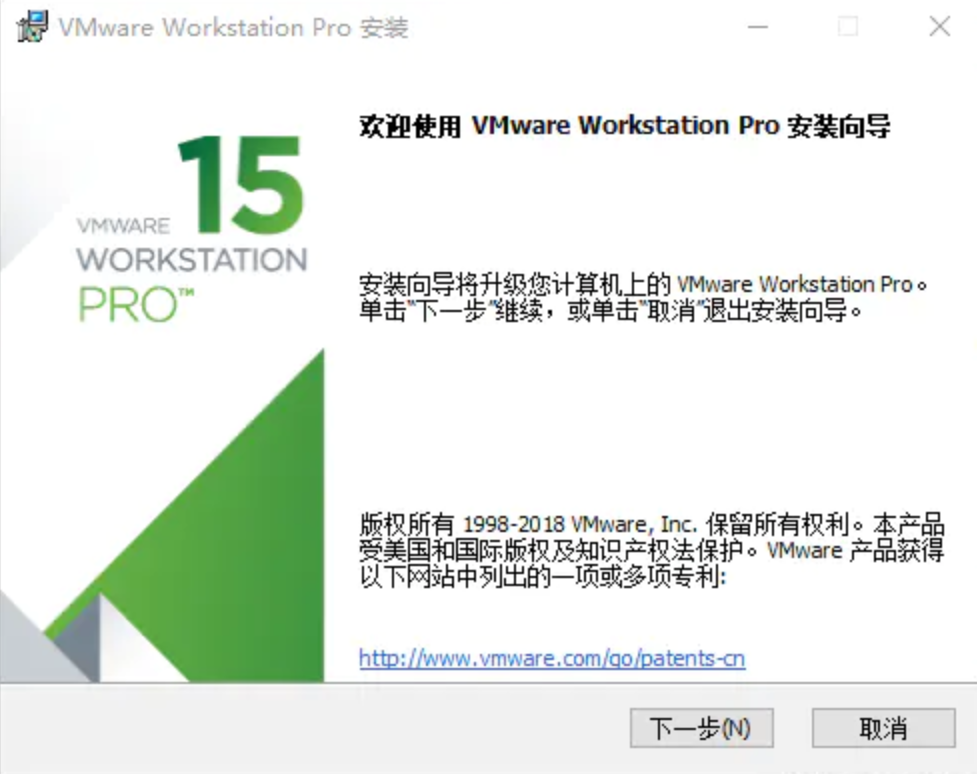 VMware Workstation Pro 安装
欢迎使用 VMware Workstation Pro 安装向导
15
VMWARE
WORKSTATION
PRO™
安装向导将升级您计算机上的 VMware Workstation Pro。
单击“下一步”继续，或单击“取消”退出安装向导。
版权所有 1998-2018 VMware, Inc. 保留所有权利。本产品
受美国和国际版权及知识产权法保护。VMware 产品获得
以下网站中列出的一项或多项专利:
http://www.vmware.com/go/patents-cn
下一步(N)
取消